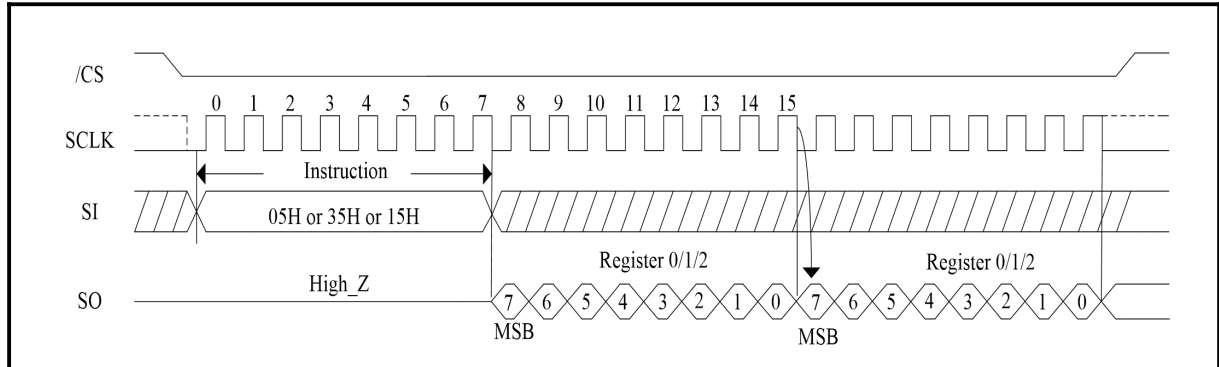 /CS
0 1 2 3 4 5 6 7 8 9 10 11 12 13 14 15
SCLK
Instruction
SI
05H or 35H or 15H
Register 0/1/2 Register 0/1/2
High_Z
SO
7 6 5 4 3 2 1 0 7 6 5 4 3 2 1 0
MSB MSB